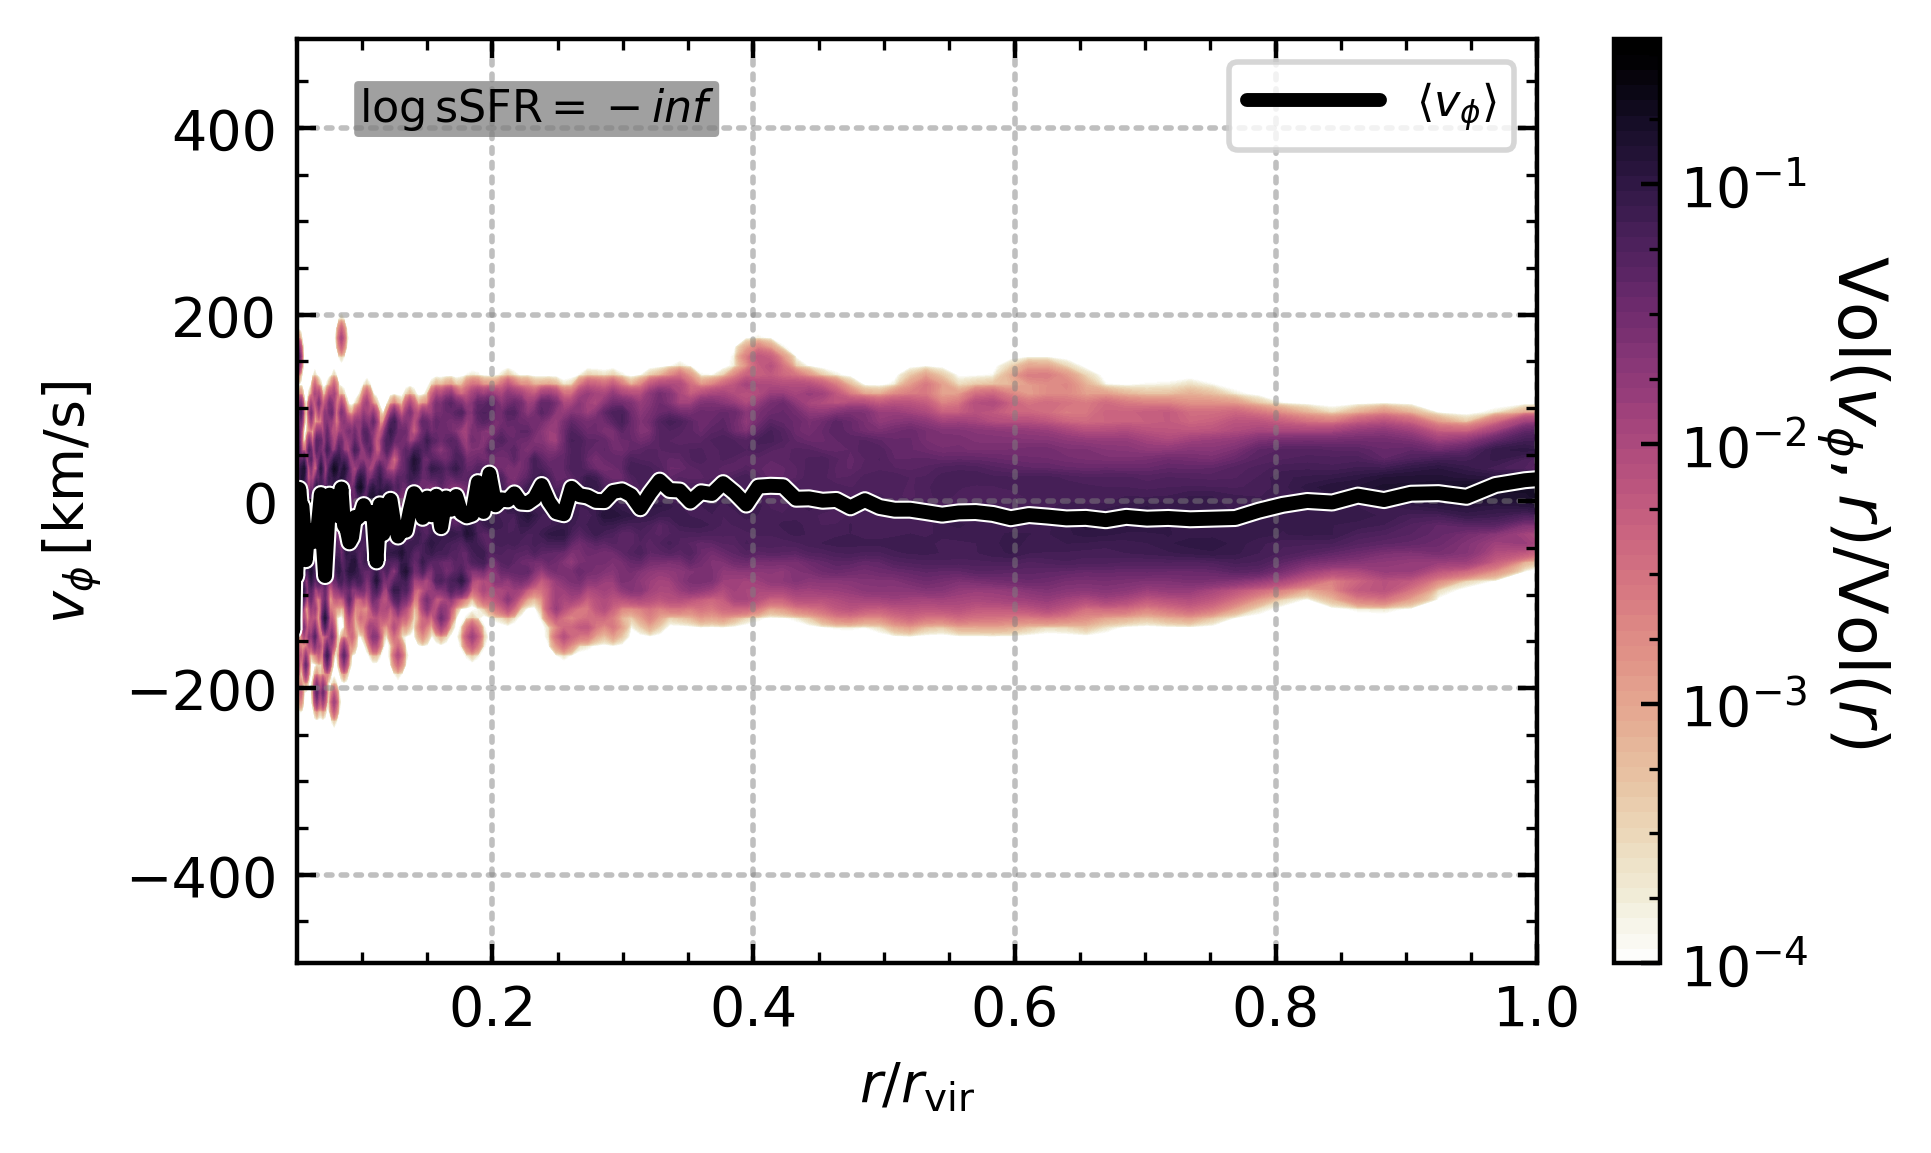 log sSFR = −inf
⟨v_ϕ⟩
400
200
0
−200
−400
v_ϕ [km/s]
0.2 0.4 0.6 0.8 1.0
r/r_vir
10⁻¹
10⁻²
10⁻³
10⁻⁴
Vol(v_ϕ, r)/Vol(r)